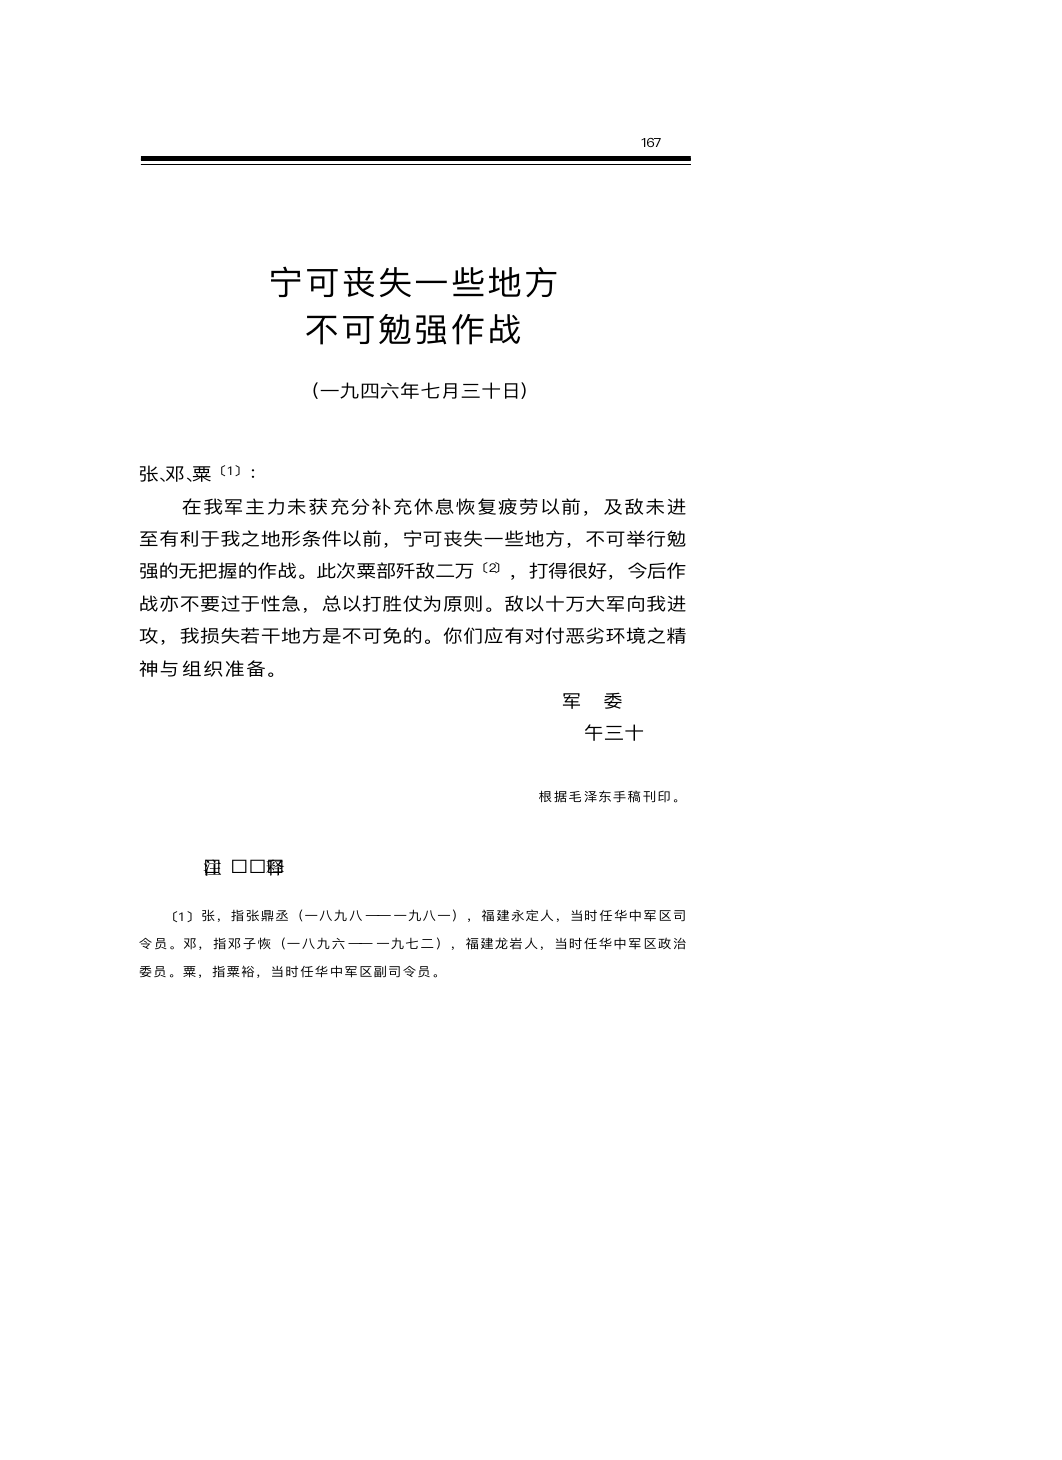 167
宁可丧失一些地方
不可勉强作战
（一九四六年七月三十日）
张、邓、粟〔1〕：
在我军主力未获充分补充休息恢复疲劳以前，及敌未进
至有利于我之地形条件以前，宁可丧失一些地方，不可举行勉
强的无把握的作战。此次粟部歼敌二万〔2〕，打得很好，今后作
战亦不要过于性急，总以打胜仗为原则。敌以十万大军向我进
攻，我损失若干地方是不可免的。你们应有对付恶劣环境之精
神与组织准备。
军　委
午三十
根据毛泽东手稿刊印。
注 □□释
〔1〕张，指张鼎丞（一八九八——一九八一），福建永定人，当时任华中军区司
令员。邓，指邓子恢（一八九六——一九七二），福建龙岩人，当时任华中军区政治
委员。粟，指粟裕，当时任华中军区副司令员。